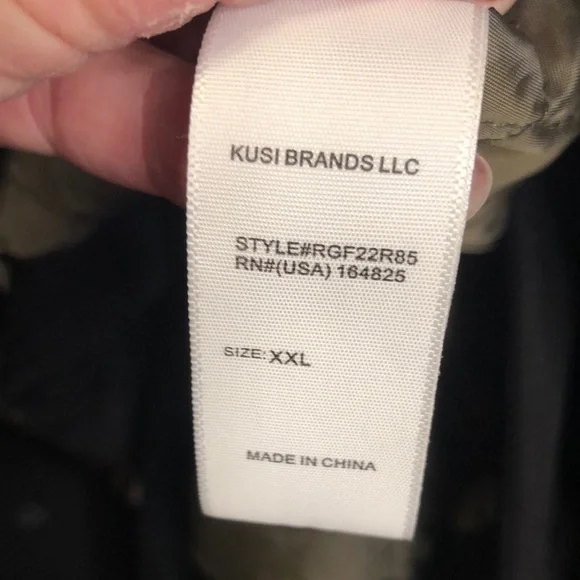 KUSI BRANDS LLC
STYLE#RGF22R85
RN#(USA) 164825
SIZE: XXL
MADE IN CHINA